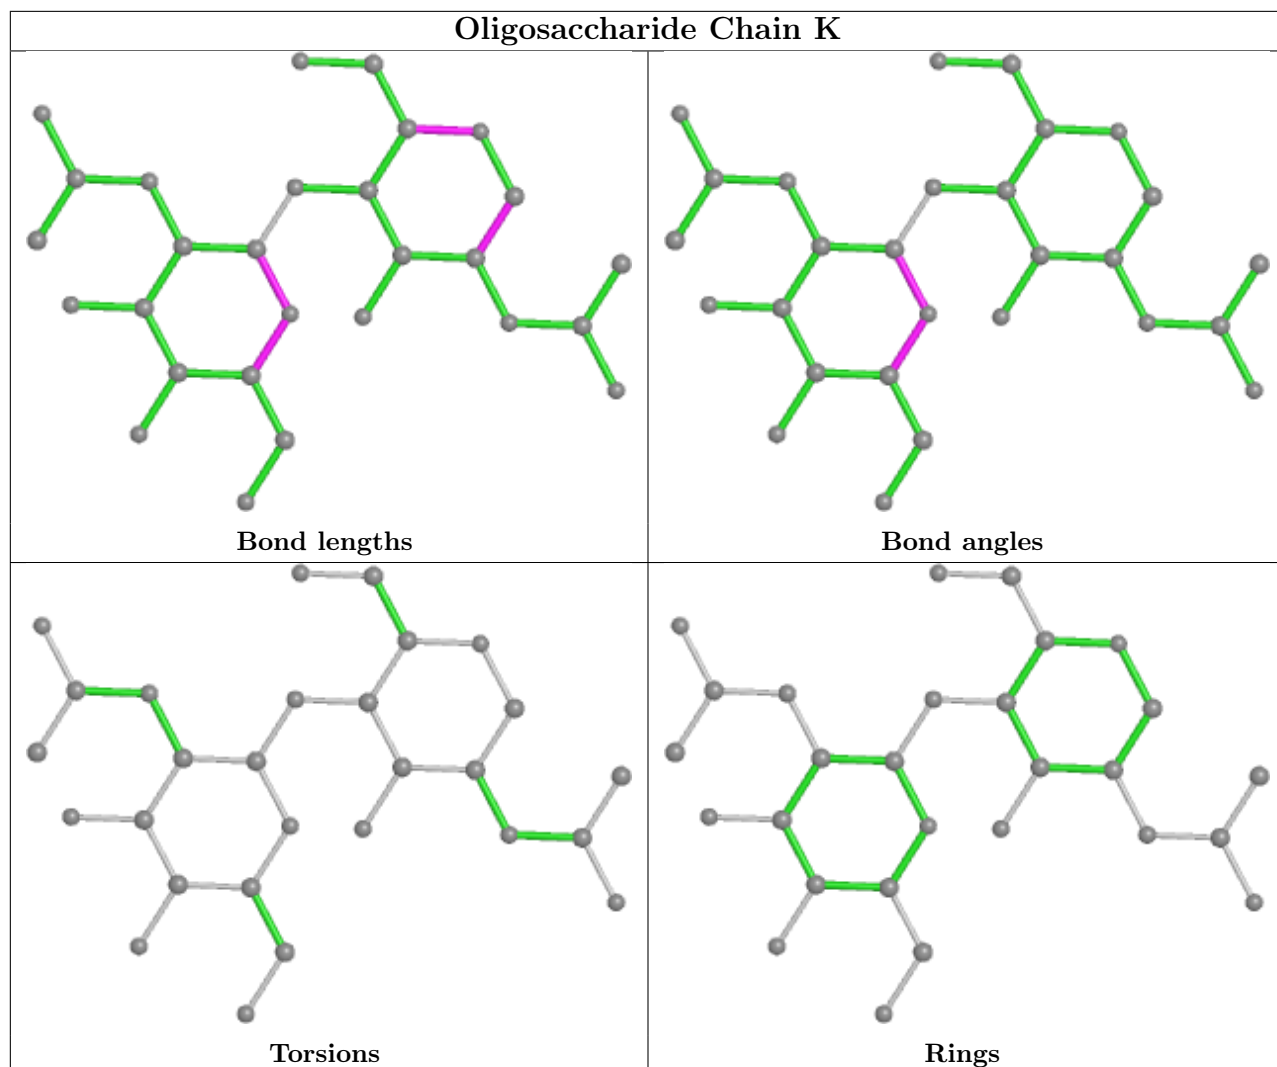 Oligosaccharide Chain K
Bond lengths
Bond angles
Torsions
Rings